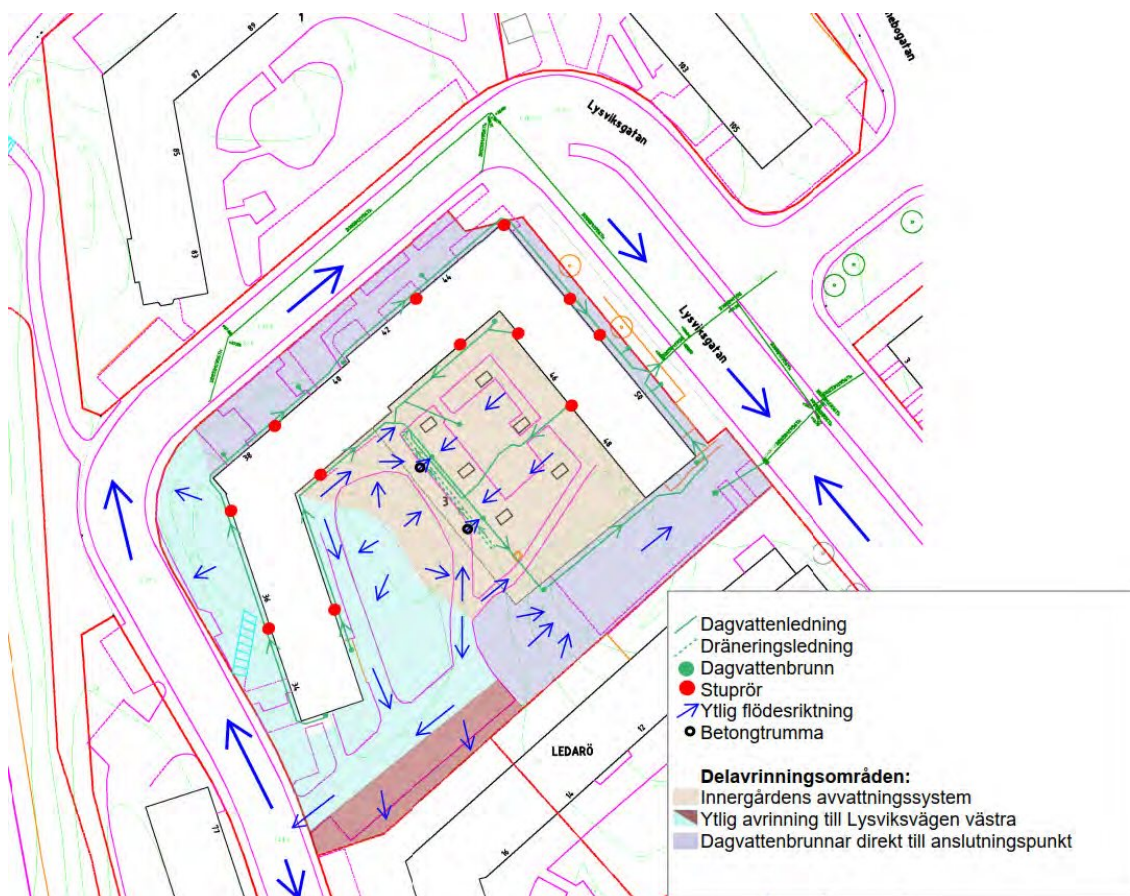 nebogatan
89
87
85
83
103
105
Lysviksgatan
Lysviksgatan
44
42
40
38
46
48
50
3
3
36
34
77
LEDARÖ
12
14
16
Dagvattenledning
Dräneringsledning
Dagvattenbrunn
Stuprör
Ytlig flödesriktning
Betongtrumma
Delavrinningsområden:
Innergårdens avvattningssystem
Ytlig avrinning till Lysviksvägen västra
Dagvattenbrunnar direkt till anslutningspunkt